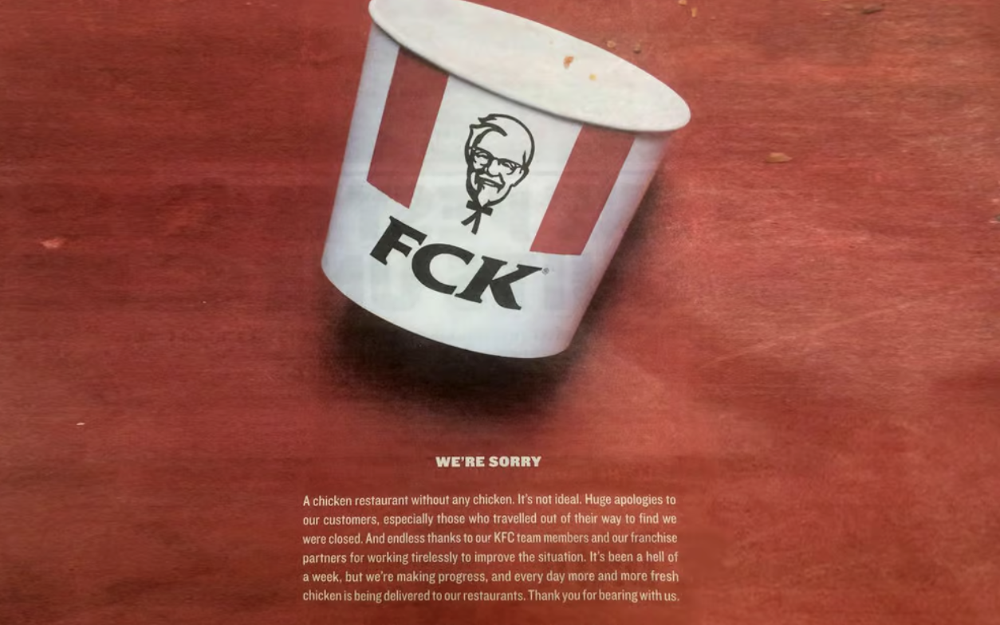 FCK®
WE'RE SORRY
A chicken restaurant without any chicken. It's not ideal. Huge apologies to
our customers, especially those who travelled out of their way to find we
were closed. And endless thanks to our KFC team members and our franchise
partners for working tirelessly to improve the situation. It's been a hell of
a week, but we're making progress, and every day more and more fresh
chicken is being delivered to our restaurants. Thank you for bearing with us.